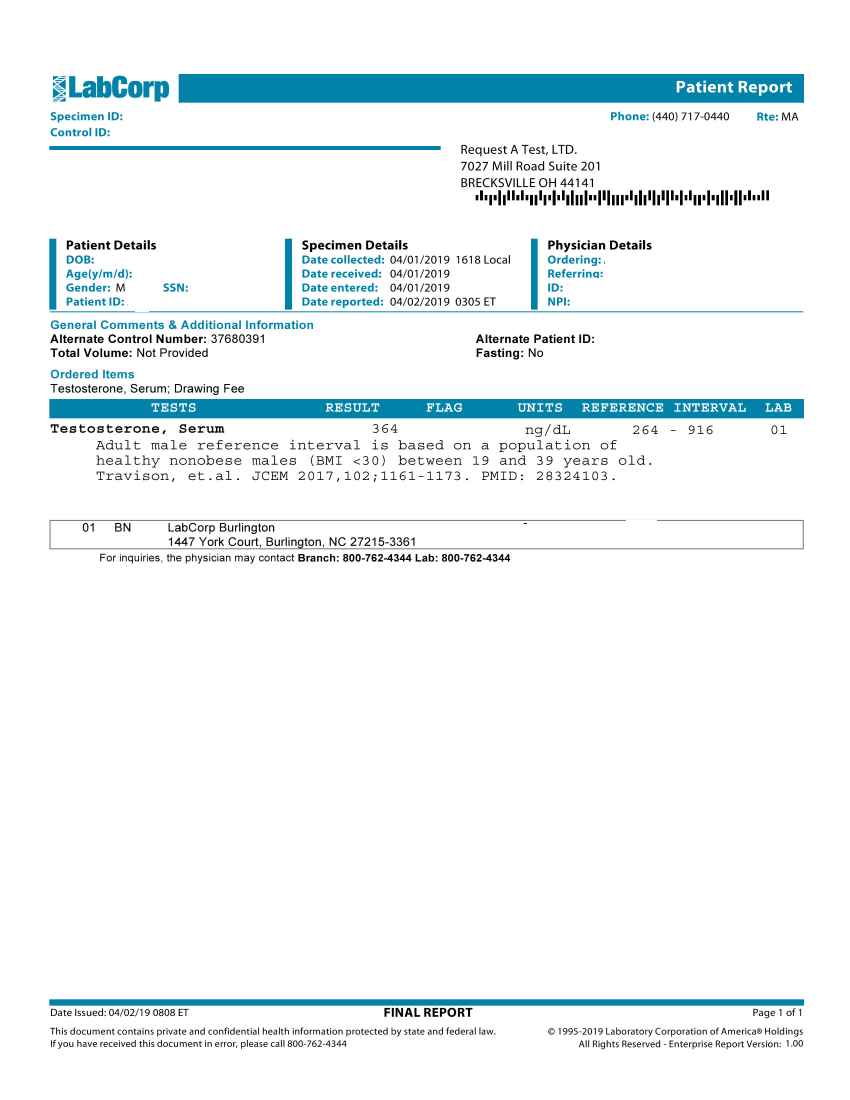 LabCorp
Patient Report
Specimen ID:
Phone: (440) 717-0440 Rte: MA
Control ID:
Request A Test, LTD.
7027 Mill Road Suite 201
BRECKSVILLE OH 44141
Patient Details
DOB:
Age(y/m/d):
Gender: M SSN:
Patient ID:
Specimen Details
Date collected: 04/01/2019 1618 Local
Date received: 04/01/2019
Date entered: 04/01/2019
Date reported: 04/02/2019 0305 ET
Physician Details
Ordering:
Referring:
ID:
NPI:
General Comments & Additional Information
Alternate Control Number: 37680391 Alternate Patient ID:
Total Volume: Not Provided Fasting: No
Ordered Items
Testosterone, Serum; Drawing Fee
TESTS RESULT FLAG UNITS REFERENCE INTERVAL LAB
Testosterone, Serum 364 ng/dL 264 - 916 01
Adult male reference interval is based on a population of
healthy nonobese males (BMI <30) between 19 and 39 years old.
Travison, et.al. JCEM 2017,102;1161-1173. PMID: 28324103.
01 BN LabCorp Burlington
1447 York Court, Burlington, NC 27215-3361
For inquiries, the physician may contact Branch: 800-762-4344 Lab: 800-762-4344
Date Issued: 04/02/19 0808 ET FINAL REPORT Page 1 of 1
This document contains private and confidential health information protected by state and federal law.
If you have received this document in error, please call 800-762-4344
© 1995-2019 Laboratory Corporation of America® Holdings
All Rights Reserved - Enterprise Report Version: 1.00